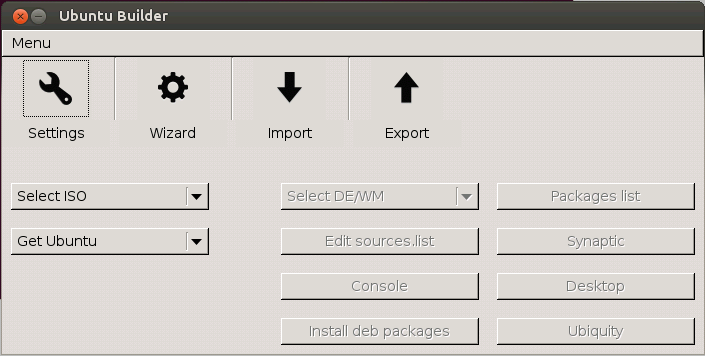 Ubuntu Builder
Menu
Settings Wizard Import Export
Select ISO Select DE/WM Packages list
Get Ubuntu Edit sources.list Synaptic
Console Desktop
Install deb packages Ubiquity